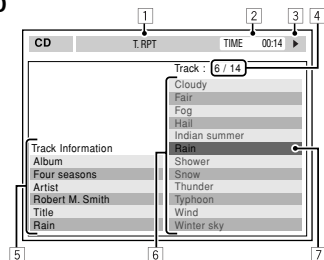 1 2 3 4
CD T. RPT TIME 00:14
Track : 6 / 14
Cloudy
Fair
Fog
Hail
Indian summer
Rain
Shower
Snow
Thunder
Typhoon
Wind
Winter sky
Track Information
Album
Four seasons
Artist
Robert M. Smith
Title
Rain
5 6 7